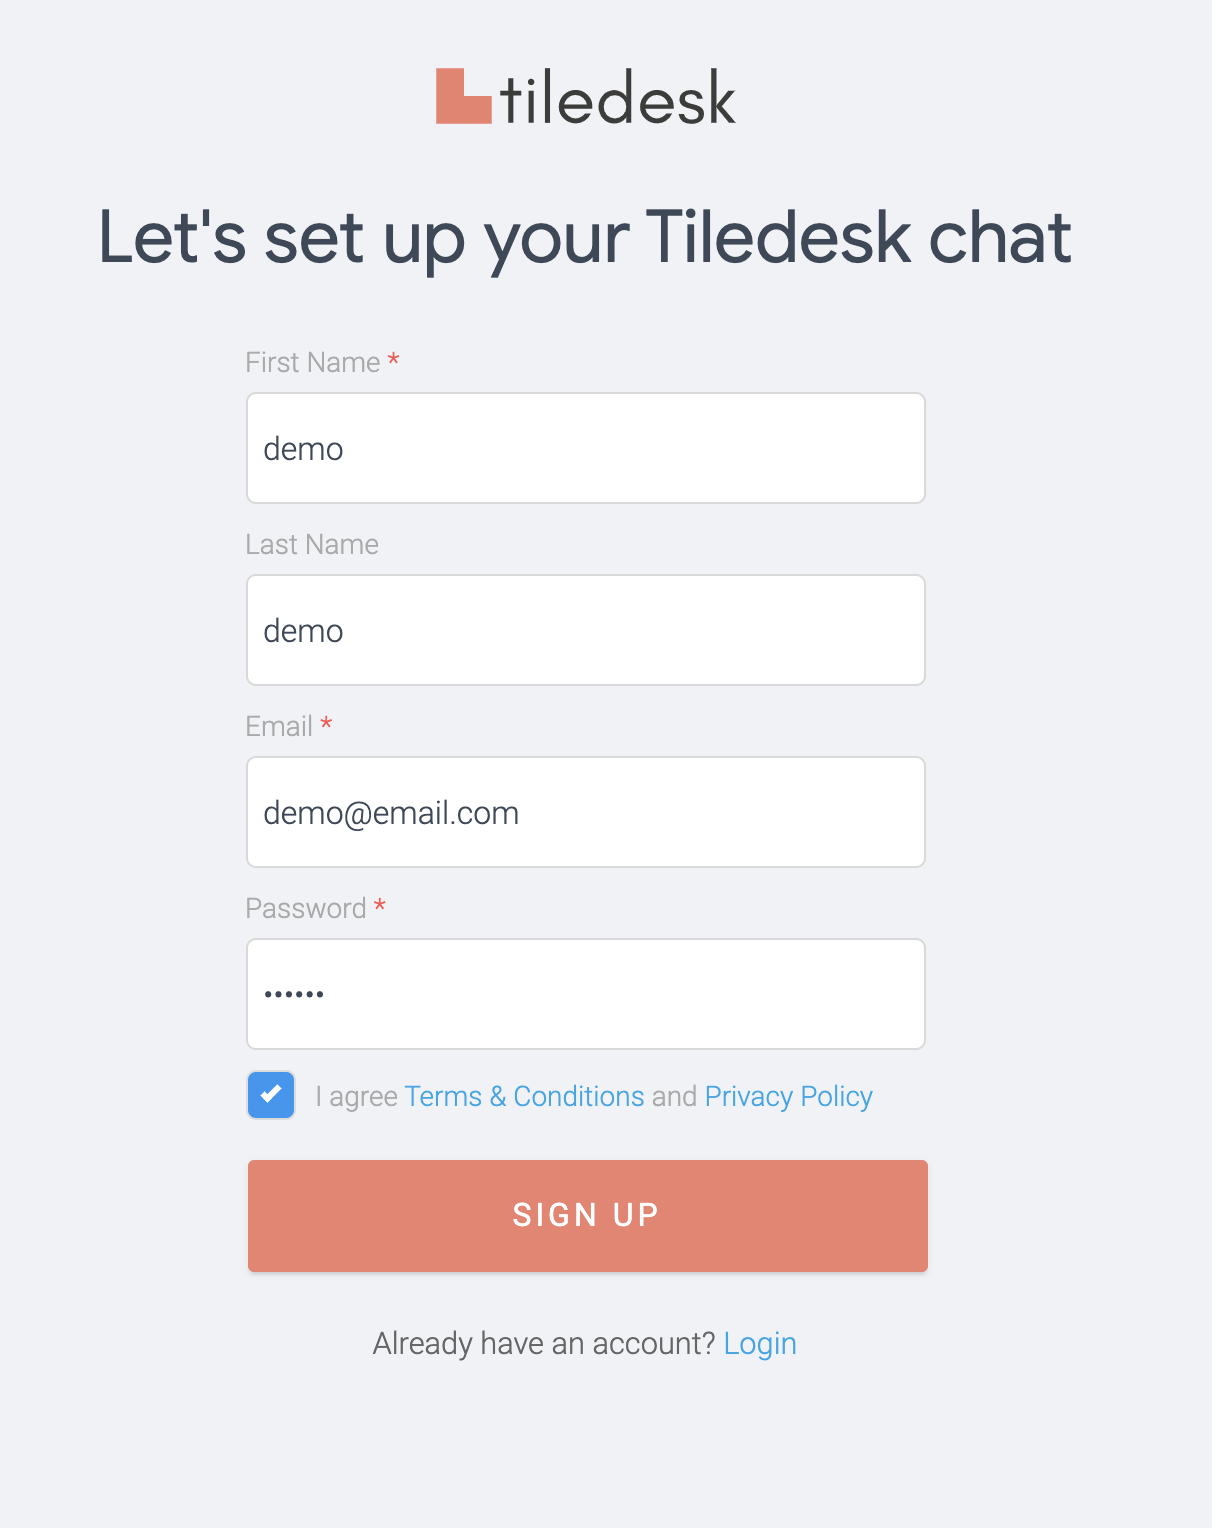 tiledesk
Let's set up your Tiledesk chat
First Name *
demo
Last Name
demo
Email *
demo@email.com
Password *
••••••
I agree Terms & Conditions and Privacy Policy
SIGN UP
Already have an account? Login